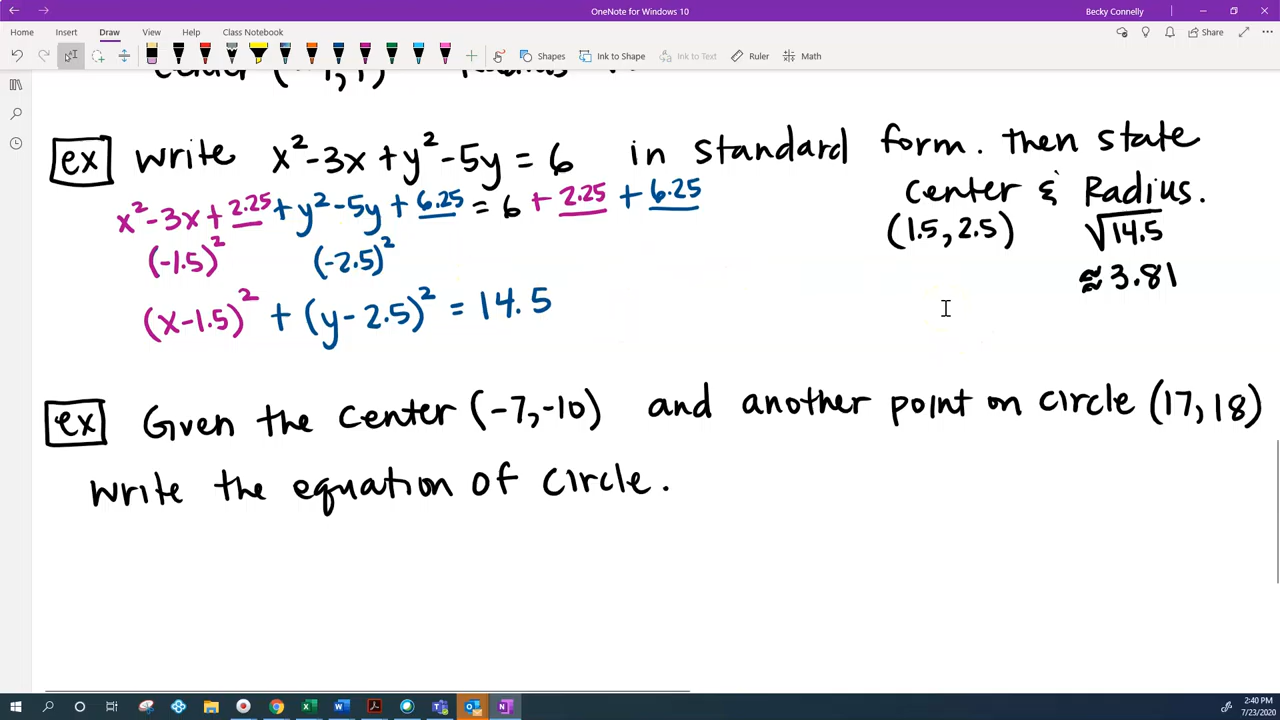 OneNote for Windows 10
Becky Connelly
Home Insert Draw View Help Class Notebook
Share
Shapes Ink to Shape Ink to Text Ruler Math
center Radius
ex write x²-3x + y²-5y = 6 in standard form. then state
center & Radius.
x²-3x + 2.25 + y²-5y + 6.25 = 6 + 2.25 + 6.25
(1.5, 2.5) √14.5
(-1.5)² (-2.5)²
≈ 3.81
(x-1.5)² + (y-2.5)² = 14.5
ex Given the center (-7,-10) and another point on circle (17, 18)
write the equation of circle.
2:40 PM
7/23/2020